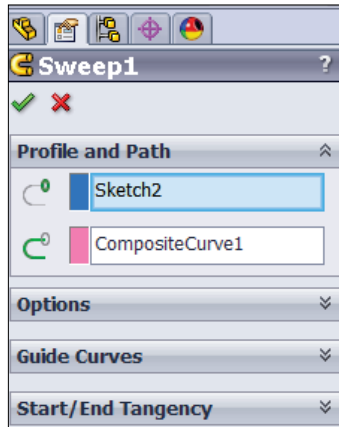 Sweep1 ?
Profile and Path
Sketch2
CompositeCurve1
Options
Guide Curves
Start/End Tangency